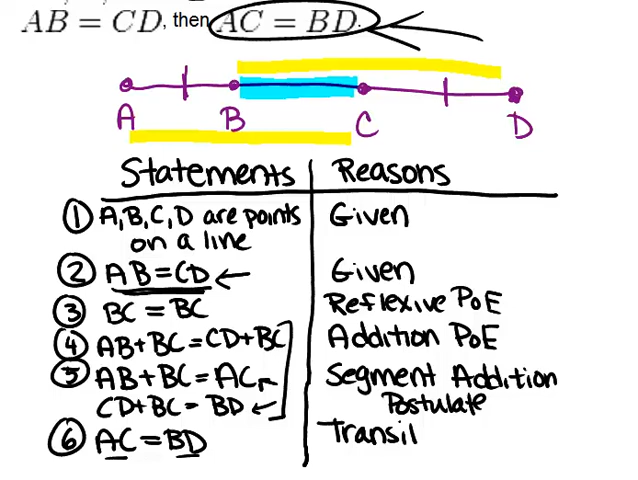 AB = CD, then AC = BD.
A B C D
Statements Reasons
① A, B, C, D are points Given
on a line
② AB = CD ← Given
③ BC = BC Reflexive PoE
④ AB + BC = CD + BC Addition PoE
⑤ AB + BC = AC Segment Addition
CD + BC = BD ← Postulate
⑥ AC = BD Transil